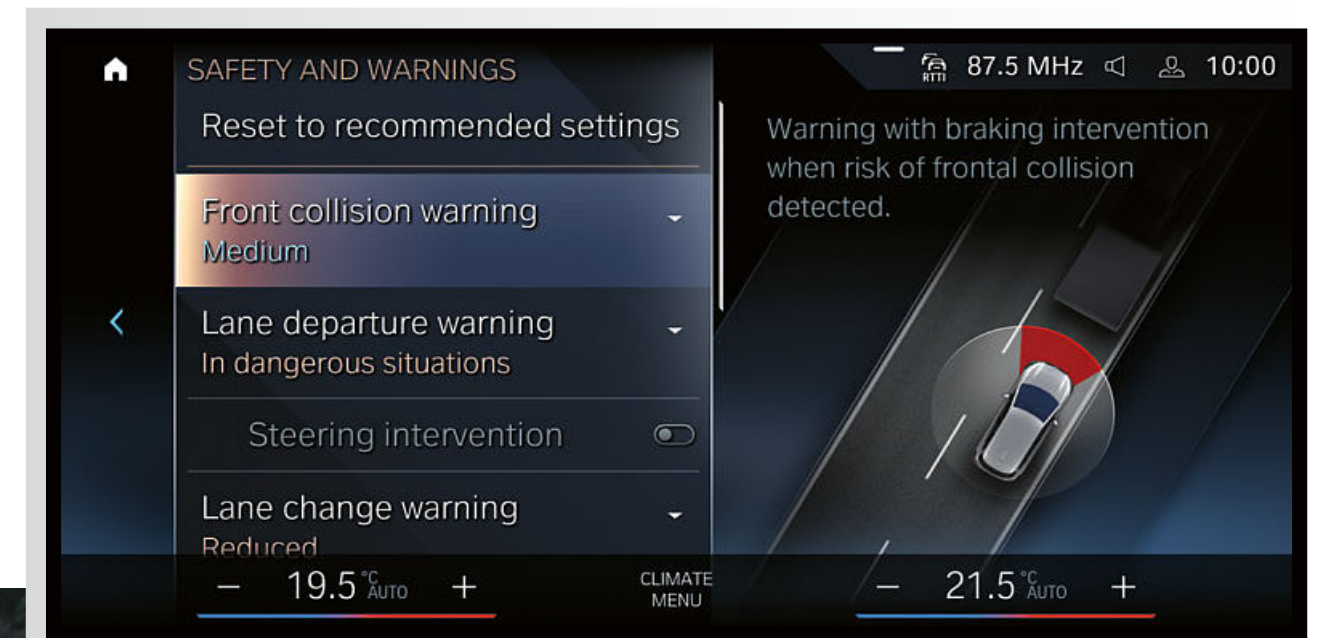 SAFETY AND WARNINGS
RTTI 87.5 MHz 10:00
Reset to recommended settings
Warning with braking intervention
when risk of frontal collision
detected.
Front collision warning
Medium
Lane departure warning
In dangerous situations
Steering intervention
Lane change warning
Reduced
− 19.5 °C AUTO +
CLIMATE
MENU
− 21.5 °C AUTO +